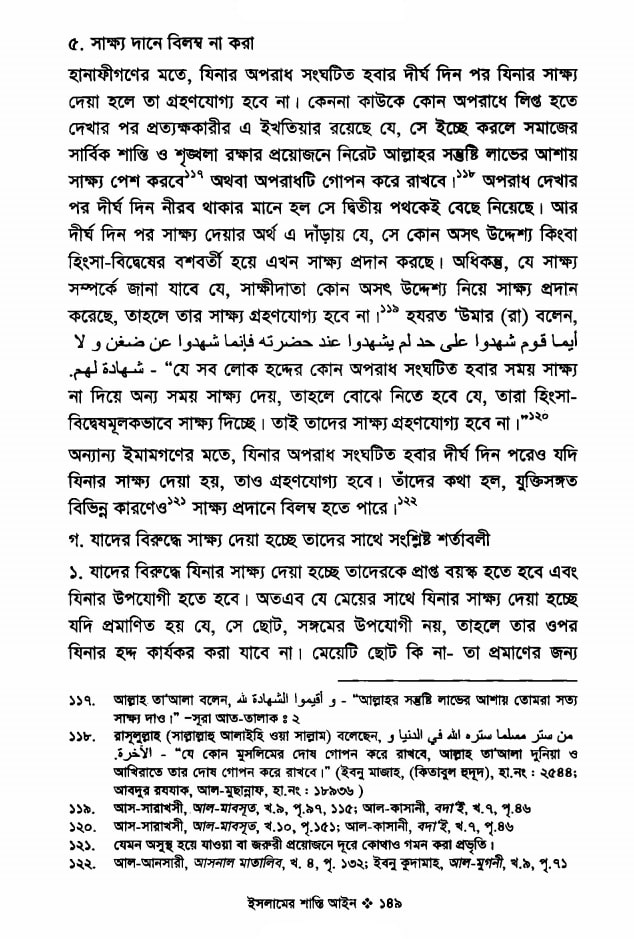 ৫. সাক্ষ্য দানে বিলম্ব না করা
হানাফীগণের মতে, যিনার অপরাধ সংঘটিত হবার দীর্ঘ দিন পর যিনার সাক্ষ্য
দেয়া হলে তা গ্রহণযোগ্য হবে না। কেননা কাউকে কোন অপরাধে লিপ্ত হতে
দেখার পর প্রত্যক্ষকারীর এ ইখতিয়ার রয়েছে যে, সে ইচ্ছে করলে সমাজের
সার্বিক শান্তি ও শৃঙ্খলা রক্ষার প্রয়োজনে নিরেট আল্লাহর সন্তুষ্টি লাভের আশায়
সাক্ষ্য পেশ করবে১১৭ অথবা অপরাধটি গোপন করে রাখবে।১১৮ অপরাধ দেখার
পর দীর্ঘ দিন নীরব থাকার মানে হল সে দ্বিতীয় পথকেই বেছে নিয়েছে। আর
দীর্ঘ দিন পর সাক্ষ্য দেয়ার অর্থ এ দাঁড়ায় যে, সে কোন অসৎ উদ্দেশ্য কিংবা
হিংসা-বিদ্বেষের বশবর্তী হয়ে এখন সাক্ষ্য প্রদান করছে। অধিকন্তু, যে সাক্ষ্য
সম্পর্কে জানা যাবে যে, সাক্ষীদাতা কোন অসৎ উদ্দেশ্য নিয়ে সাক্ষ্য প্রদান
করেছে, তাহলে তার সাক্ষ্য গ্রহণযোগ্য হবে না।১১৯ হযরত ‘উমার (রা) বলেন,
أيما قوم شهدوا على حد لم يشهدوا عند حضرته فإنما شهدوا عن ضغن و لا
شهادة لهم. - “যে সব লোক হদ্দের কোন অপরাধ সংঘটিত হবার সময় সাক্ষ্য
না দিয়ে অন্য সময় সাক্ষ্য দেয়, তাহলে বোঝে নিতে হবে যে, তারা হিংসা-
বিদ্বেষমূলকভাবে সাক্ষ্য দিচ্ছে। তাই তাদের সাক্ষ্য গ্রহণযোগ্য হবে না।”১২০
অন্যান্য ইমামগণের মতে, যিনার অপরাধ সংঘটিত হবার দীর্ঘ দিন পরেও যদি
যিনার সাক্ষ্য দেয়া হয়, তাও গ্রহণযোগ্য হবে। তাঁদের কথা হল, যুক্তিসঙ্গত
বিভিন্ন কারণেও১২১ সাক্ষ্য প্রদানে বিলম্ব হতে পারে।১২২
গ. যাদের বিরুদ্ধে সাক্ষ্য দেয়া হচ্ছে তাদের সাথে সংশ্লিষ্ট শর্তাবলী
১. যাদের বিরুদ্ধে যিনার সাক্ষ্য দেয়া হচ্ছে তাদেরকে প্রাপ্ত বয়স্ক হতে হবে এবং
যিনার উপযোগী হতে হবে। অতএব যে মেয়ের সাথে যিনার সাক্ষ্য দেয়া হচ্ছে
যদি প্রমাণিত হয় যে, সে ছোট, সঙ্গমের উপযোগী নয়, তাহলে তার ওপর
যিনার হদ্দ কার্যকর করা যাবে না। মেয়েটি ছোট কি না- তা প্রমাণের জন্য
১১৭. আল্লাহ তা‘আলা বলেন, و أقيموا الشهادة لله - “আল্লাহর সন্তুষ্টি লাভের আশায় তোমরা সত্য
সাক্ষ্য দাও।” –সূরা আত-তালাক : ২
১১৮. রাসূলুল্লাহ (সাল্লাল্লাহু আলাইহি ওয়া সাল্লাম) বলেছেন, من ستر مسلما ستره الله في الدنيا و
الآخرة. - “যে কোন মুসলিমের দোষ গোপন করে রাখবে, আল্লাহ তা‘আলা দুনিয়া ও
আখিরাতে তার দোষ গোপন করে রাখবে।” (ইবনু মাজাহ, (কিতাবুল হুদূদ), হা.নং : ২৫৪৪;
আবদুর রযযাক, আল-মুছান্নাফ, হা.নং : ১৮৯৩৬ )
১১৯. আস-সারাখসী, আল-মাবসূত, খ.৯, পৃ.৯৭, ১১৫; আল-কাসানী, বদা’ই, খ.৭, পৃ.৪৬
১২০. আস-সারাখসী, আল-মাবসূত, খ.১০, পৃ.১৫১; আল-কাসানী, বদা’ই, খ.৭, পৃ.৪৬
১২১. যেমন অসুস্থ হয়ে যাওয়া বা জরুরী প্রয়োজনে দূরে কোথাও গমন করা প্রভৃতি।
১২২. আল-আনসারী, আসনাল মাতালিব, খ. ৪, পৃ. ১৩২; ইবনু কুদামাহ, আল-মুগনী, খ.৯, পৃ.৭১
ইসলামের শাস্তি আইন ❖ ১৪৯